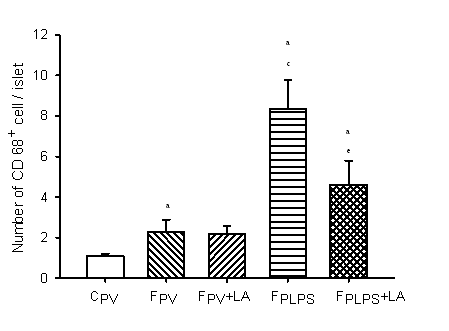 Number of CD 68+ cell / islet
12
10
8
6
4
2
0
a
a
c
a
e
CPV FPV FPV+LA FPLPS FPLPS+LA